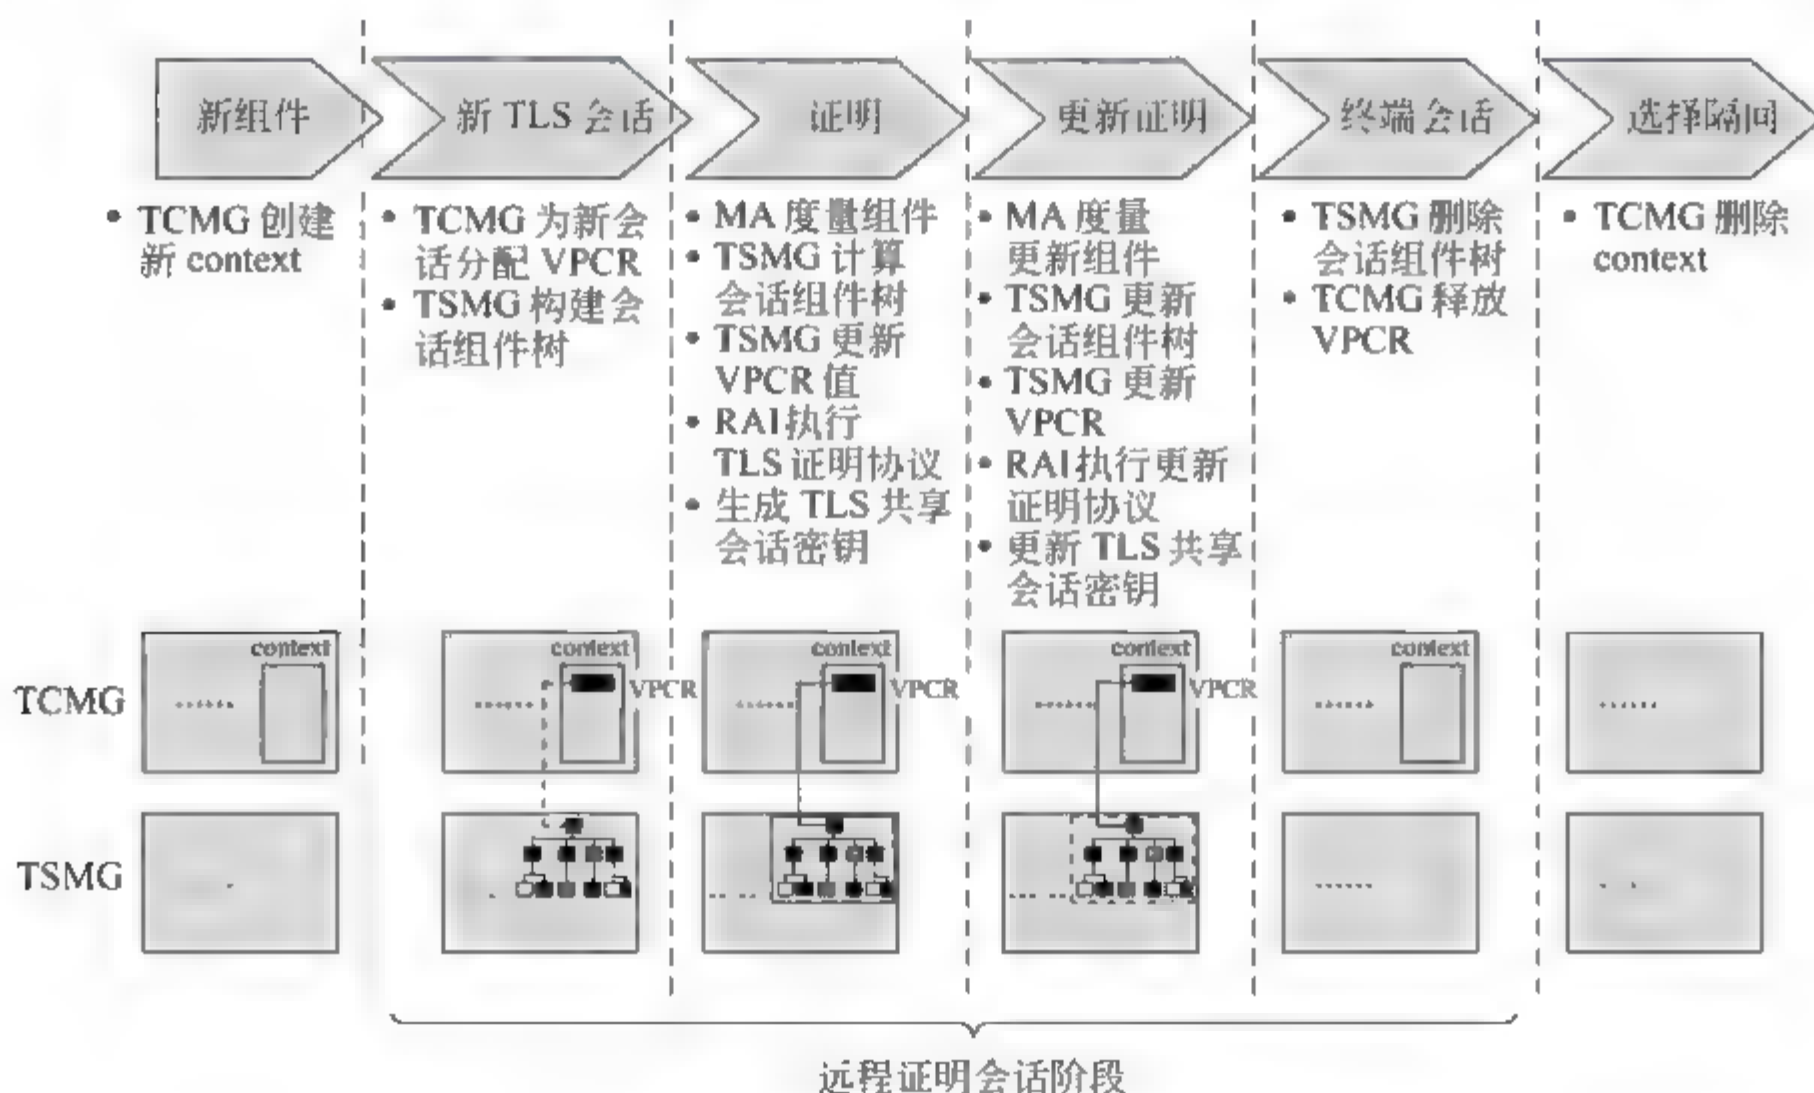 新组件
新 TLS 会话
证明
更新证明
终端会话
选择隔间
• TCMG 创建
新 context
• TCMG 为新会
话分配 VPCR
• TSMG 构建会
话组件树
• MA 度量组件
• TSMG 计算
会话组件树
• TSMG 更新
VPCR 值
• RAI执行
TLS 证明协议
• 生成 TLS 共享
会话密钥
• MA 度量
更新组件
• TSMG 更新
会话组件树
• TSMG 更新
VPCR
• RAI执行更新
证明协议
• 更新 TLS 共享
会话密钥
• TSMG 删除
会话组件树
• TCMG 释放
VPCR
• TCMG 删除
context
TCMG
context
context
VPCR
context
VPCR
context
VPCR
context
TSMG
远程证明会话阶段